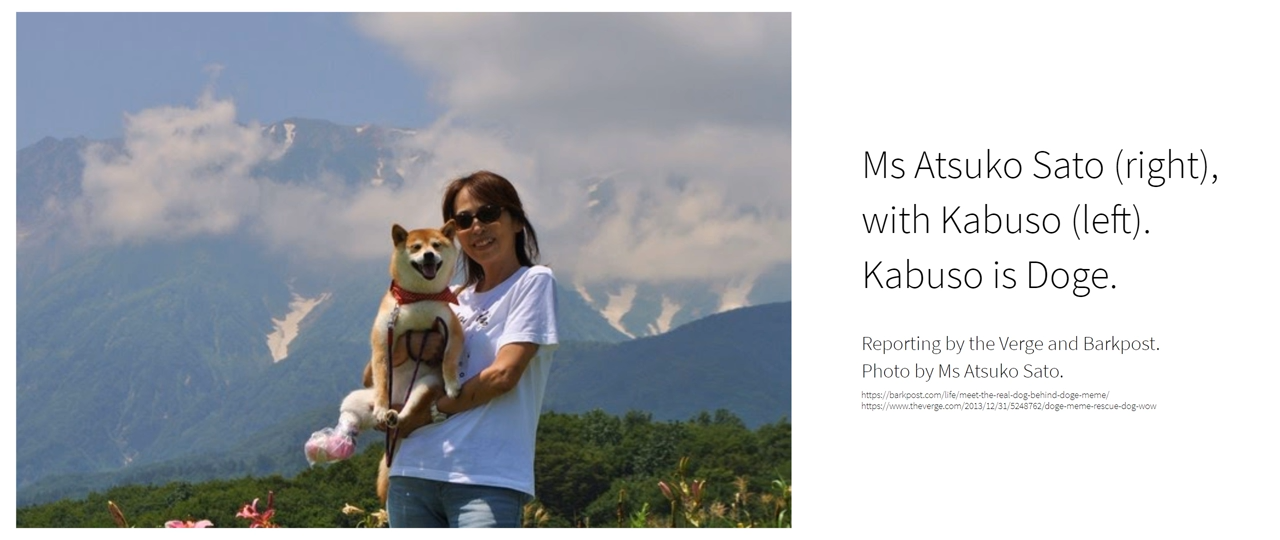 Ms Atsuko Sato (right),
with Kabuso (left).
Kabuso is Doge.
Reporting by the Verge and Barkpost.
Photo by Ms Atsuko Sato.
https://barkpost.com/life/meet-the-real-dog-behind-doge-meme/
https://www.theverge.com/2013/12/31/5248762/doge-meme-rescue-dog-wow